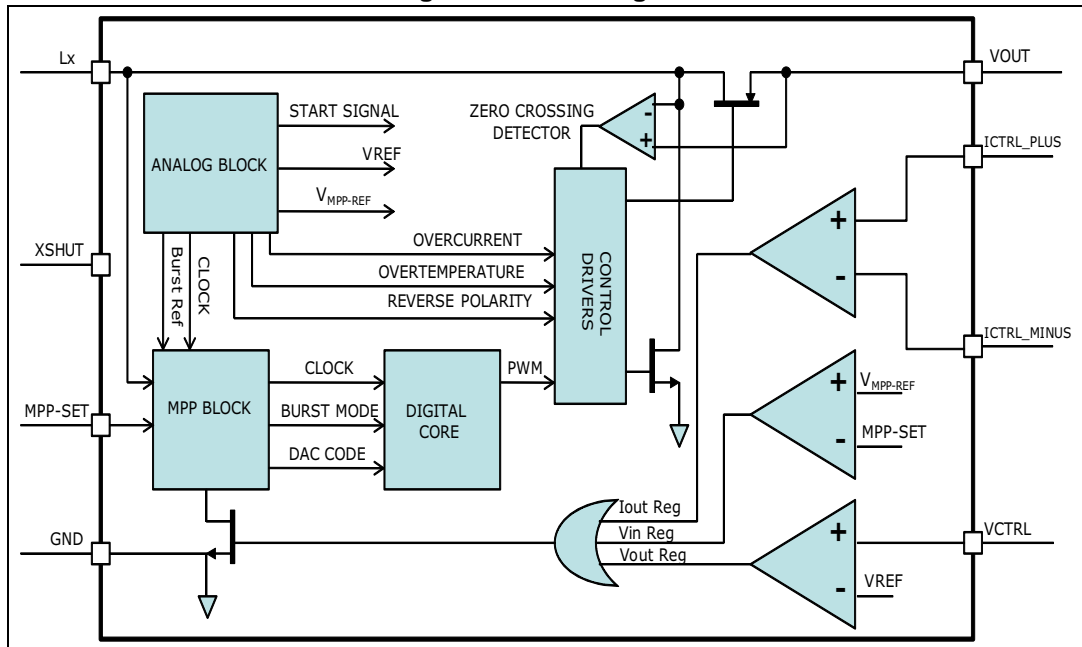 Lx
VOUT
START SIGNAL
ZERO CROSSING
DETECTOR
-
+
ANALOG BLOCK
VREF
VMPP-REF
ICTRL_PLUS
+
-
XSHUT
Burst Ref
CLOCK
OVERCURRENT
OVERTEMPERATURE
REVERSE POLARITY
CONTROL
DRIVERS
ICTRL_MINUS
MPP-SET
MPP BLOCK
CLOCK
BURST MODE
DAC CODE
DIGITAL
CORE
PWM
+
VMPP-REF
-
MPP-SET
GND
Iout Reg
Vin Reg
Vout Reg
+
-
VREF
VCTRL